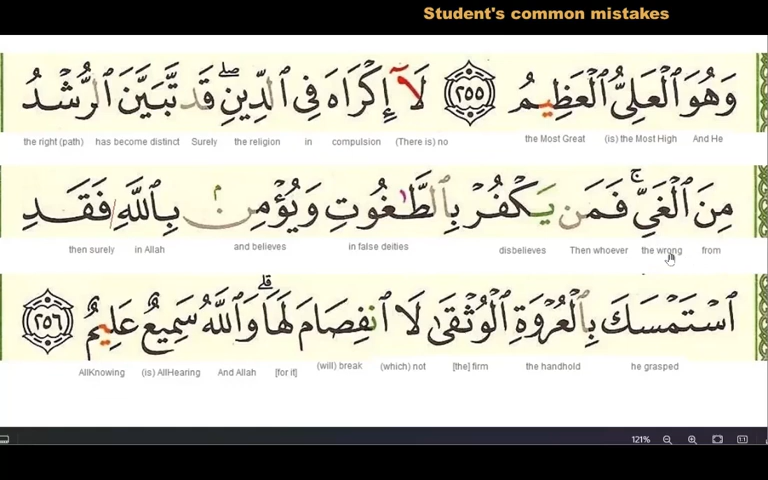 Student's common mistakes
وَهُوَ ٱلْعَلِىُّ ٱلْعَظِيمُ ٢٥٥ لَآ إِكْرَاهَ فِى ٱلدِّينِ ۖ قَد تَّبَيَّنَ ٱلرُّشْدُ
the right (path) has become distinct Surely the religion in compulsion (There is) no the Most Great (is) the Most High And He
مِنَ ٱلْغَىِّ ۚ فَمَن يَكْفُرْ بِٱلطَّـٰغُوتِ وَيُؤْمِنۢ بِٱللَّهِ فَقَدِ
then surely in Allah and believes in false deities disbelieves Then whoever the wrong from
ٱسْتَمْسَكَ بِٱلْعُرْوَةِ ٱلْوُثْقَىٰ لَا ٱنفِصَامَ لَهَا ۗ وَٱللَّهُ سَمِيعٌ عَلِيمٌ ٢٥٦
AllKnowing (is) AllHearing And Allah [for it] (will) break (which) not [the] firm the handhold he grasped
121%